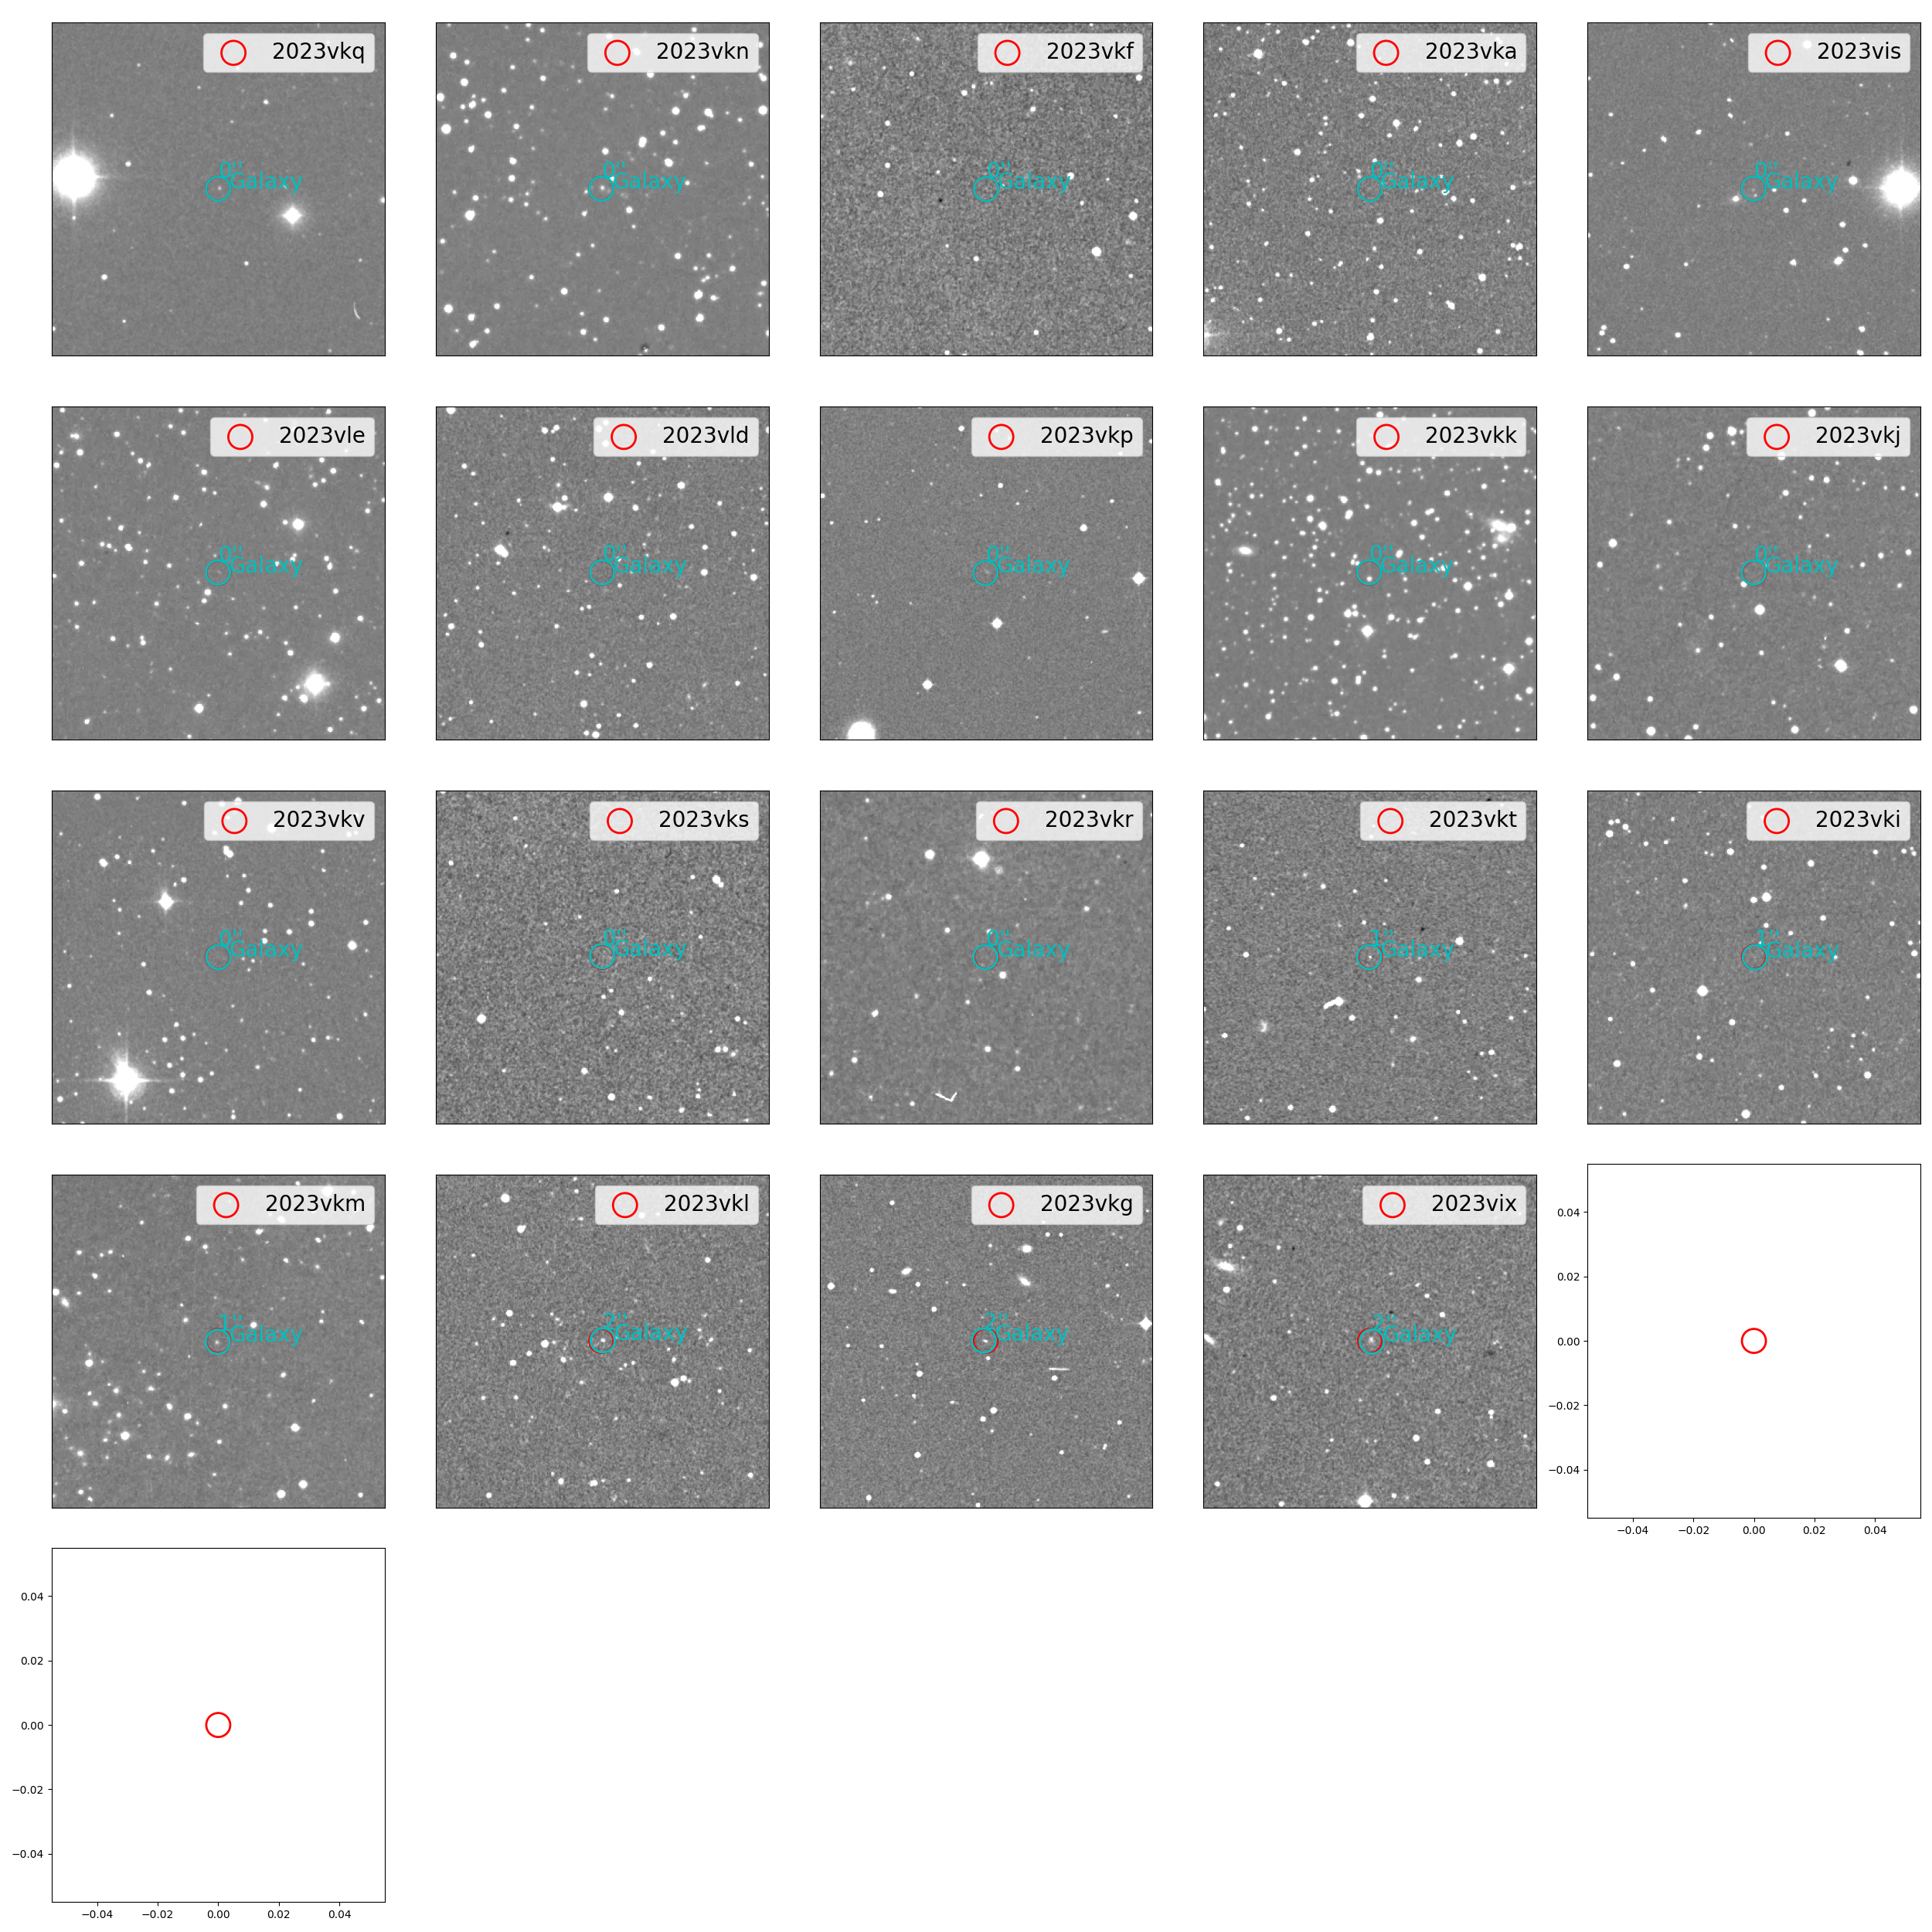 2023vkq
0"
Galaxy
2023vkn
0"
Galaxy
2023vkf
0"
Galaxy
2023vka
0"
Galaxy
2023vis
0"
Galaxy
2023vle
0"
Galaxy
2023vld
0"
Galaxy
2023vkp
0"
Galaxy
2023vkk
0"
Galaxy
2023vkj
0"
Galaxy
2023vkv
0"
Galaxy
2023vks
0"
Galaxy
2023vkr
0"
Galaxy
2023vkt
1"
Galaxy
2023vki
1"
Galaxy
2023vkm
1"
Galaxy
2023vkl
2"
Galaxy
2023vkg
2"
Galaxy
2023vix
2"
Galaxy
0.04
0.02
0.00
−0.02
−0.04
−0.04 −0.02 0.00 0.02 0.04
0.04
0.02
0.00
−0.02
−0.04
−0.04 −0.02 0.00 0.02 0.04